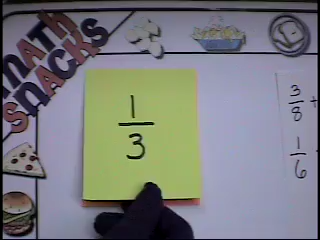 MATH
SNACKS
1/3
3/8 +
1/6